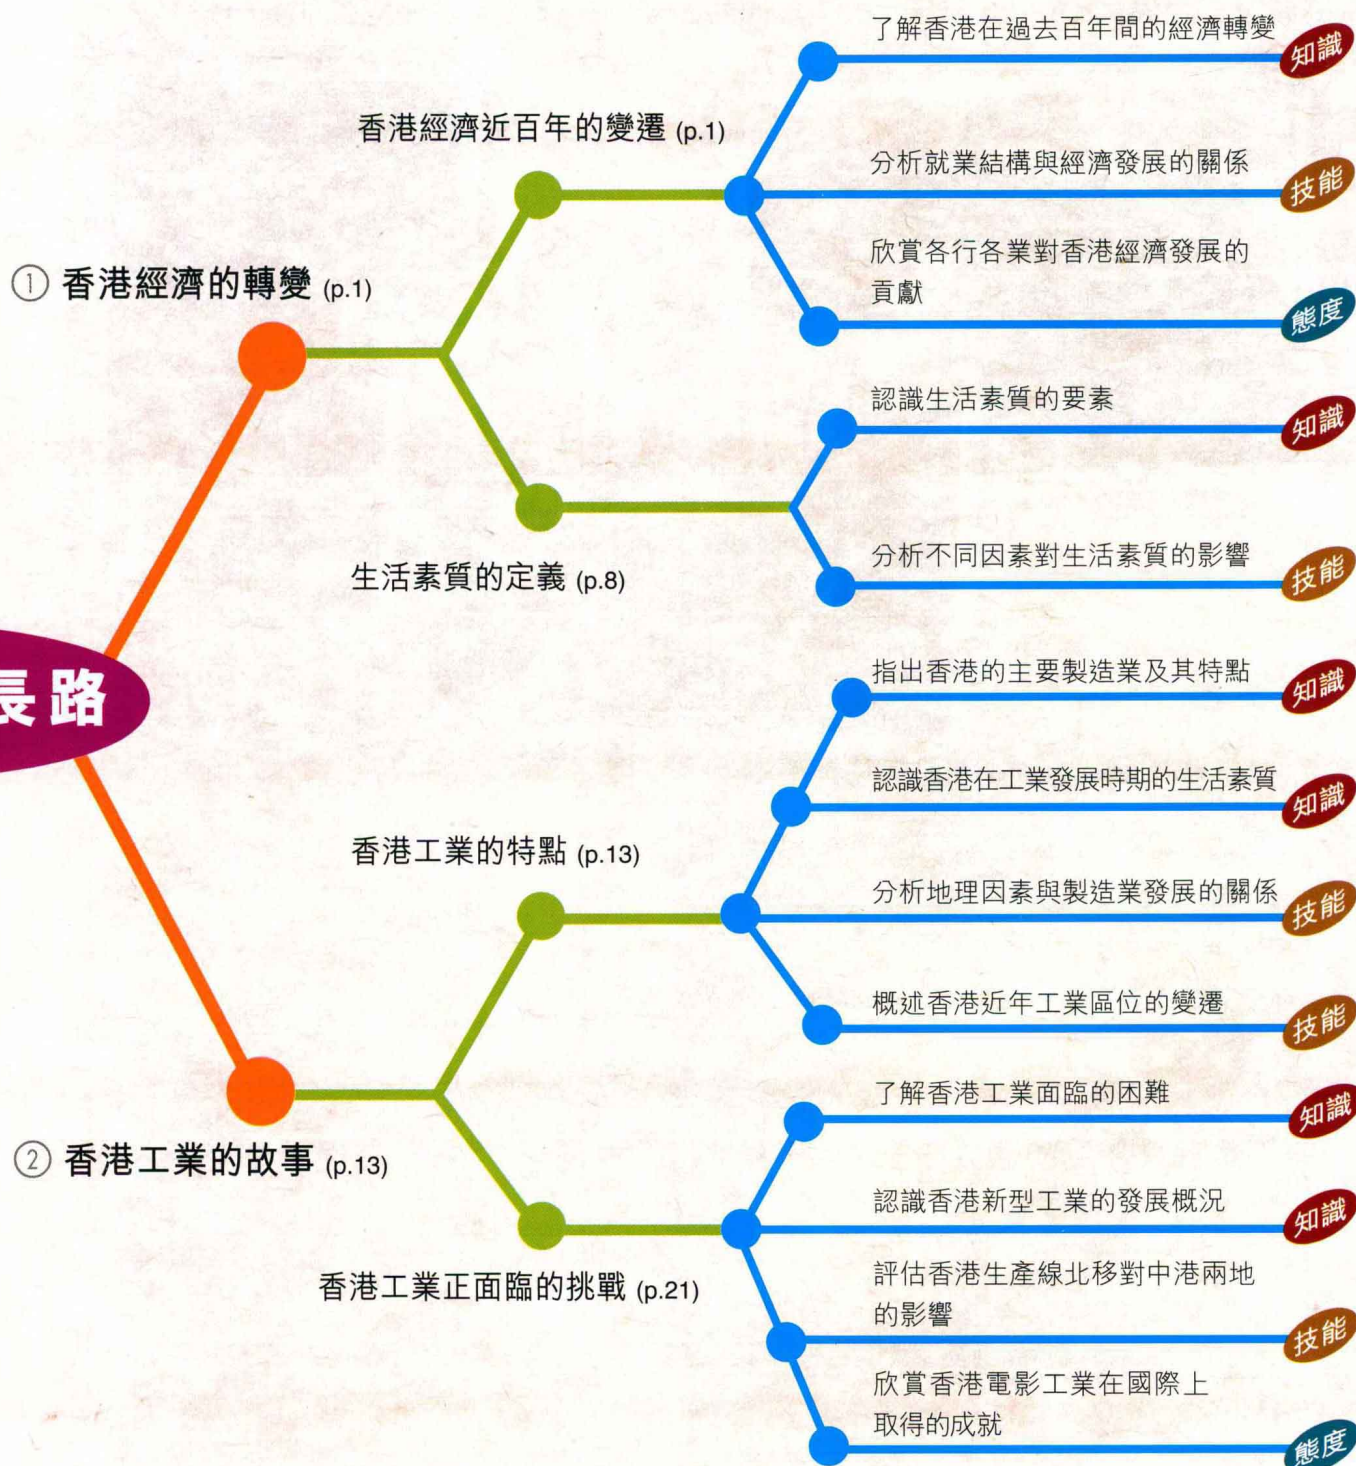 長路
① 香港經濟的轉變 (p.1)
香港經濟近百年的變遷 (p.1)
了解香港在過去百年間的經濟轉變 知識
分析就業結構與經濟發展的關係 技能
欣賞各行各業對香港經濟發展的
貢獻 態度
生活素質的定義 (p.8)
認識生活素質的要素 知識
分析不同因素對生活素質的影響 技能
② 香港工業的故事 (p.13)
香港工業的特點 (p.13)
指出香港的主要製造業及其特點 知識
認識香港在工業發展時期的生活素質 知識
分析地理因素與製造業發展的關係 技能
概述香港近年工業區位的變遷 技能
香港工業正面臨的挑戰 (p.21)
了解香港工業面臨的困難 知識
認識香港新型工業的發展概況 知識
評估香港生產線北移對中港兩地
的影響 技能
欣賞香港電影工業在國際上
取得的成就 態度